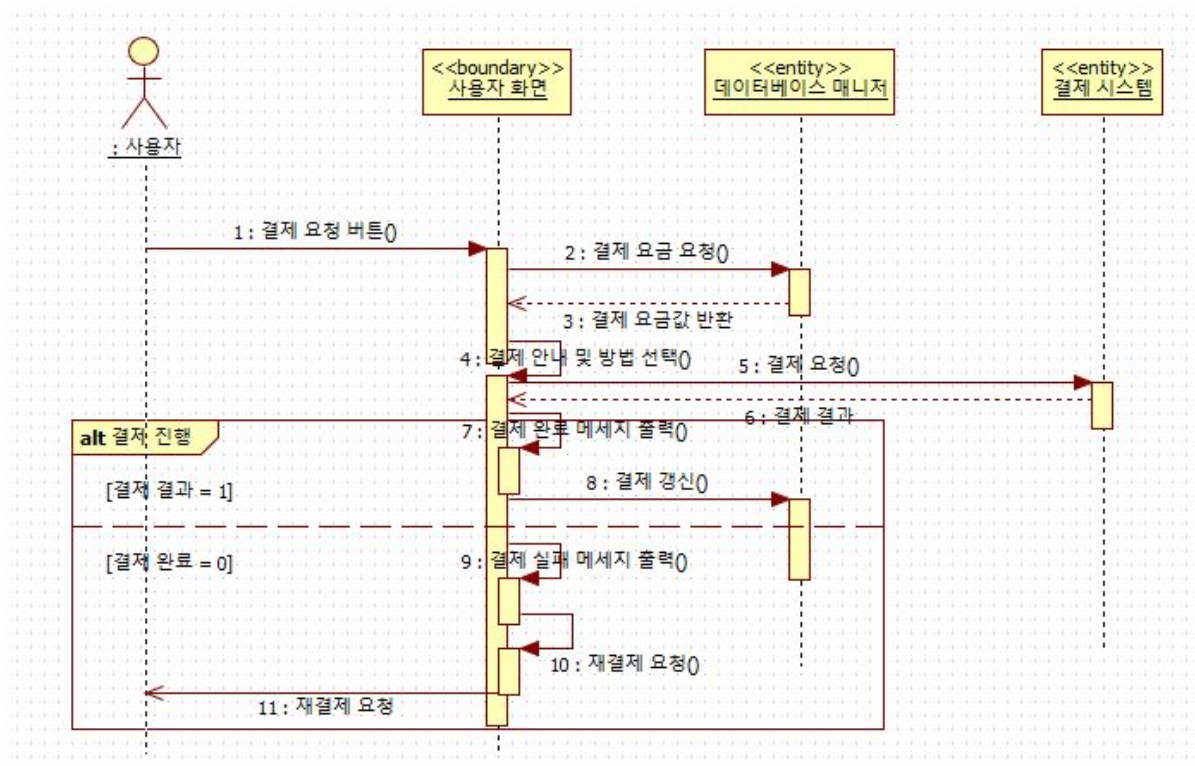 <<boundary>>
사용자 화면
<<entity>>
데이터베이스 매니저
<<entity>>
결제 시스템
: 사용자
1 : 결제 요청 버튼()
2 : 결제 요금 요청()
3 : 결제 요금값 반환
4 : 결제 안내 및 방법 선택()
5 : 결제 요청()
6 : 결제 결과
alt 결제 진행
7 : 결제 완료 메세지 출력()
[결제 결과 = 1]
8 : 결제 갱신()
[결제 완료 = 0]
9 : 결제 실패 메세지 출력()
10 : 재결제 요청()
11 : 재결제 요청